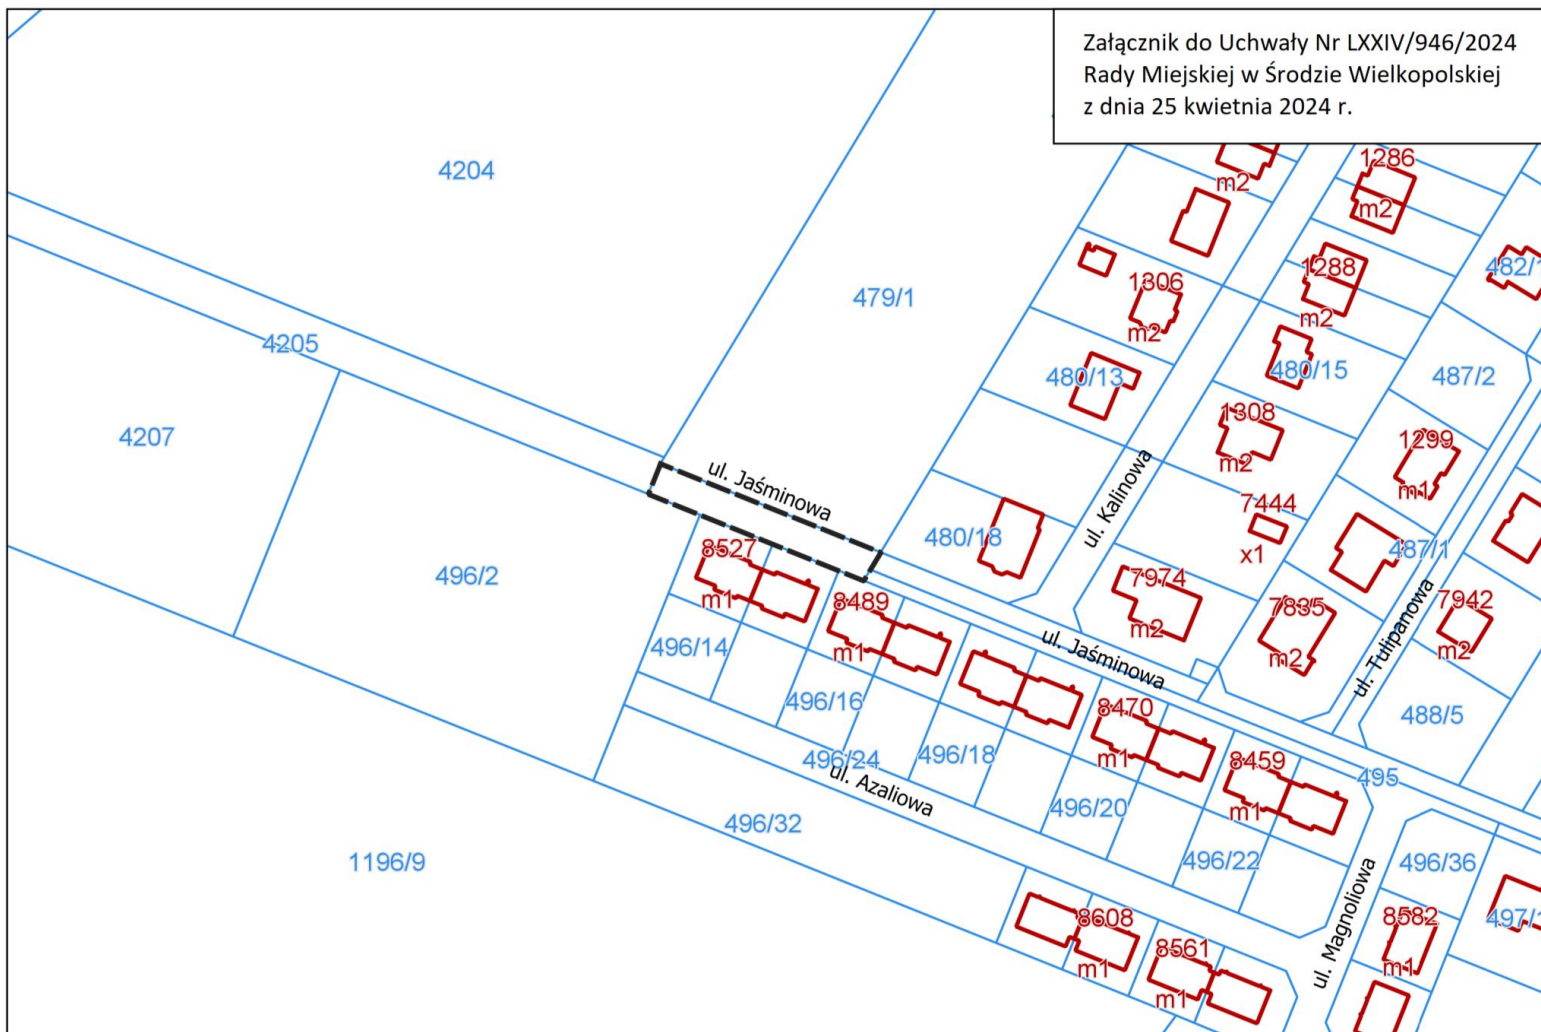 Załącznik do Uchwały Nr LXXIV/946/2024
Rady Miejskiej w Środzie Wielkopolskiej
z dnia 25 kwietnia 2024 r.
4204
m2
1286
m2
479/1
1306
m2
1288
m2
482/
4205
480/13
480/15
487/2
4207
1308
m2
1299
m1
ul. Jaśminowa
ul. Kalinowa
7444
x1
480/18
487/1
8527
m1
496/2
8489
m1
7974
m2
7835
m2
7942
m2
ul. Tulipanowa
496/14
ul. Jaśminowa
496/16
8470
m1
488/5
496/24
496/18
8459
m1
495
ul. Azaliowa
496/20
496/32
1196/9
496/22
496/36
ul. Magnoliowa
8608
m1
8582
m1
497/
8561
m1